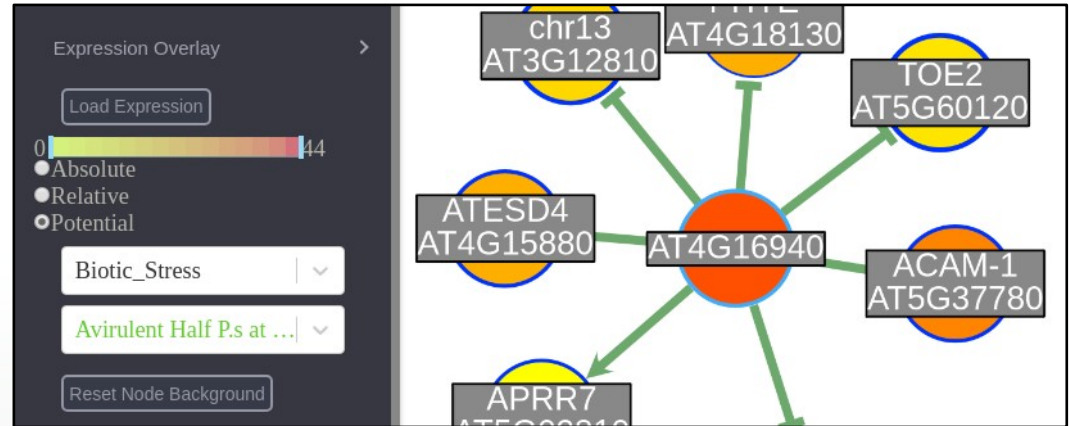 Expression Overlay
Load Expression
0
44
Absolute
Relative
Potential
Biotic_Stress
Avirulent Half P.s at ...
Reset Node Background
chr13
AT3G12810
AT4G18130
TOE2
AT5G60120
ATESD4
AT4G15880
AT4G16940
ACAM-1
AT5G37780
APRR7